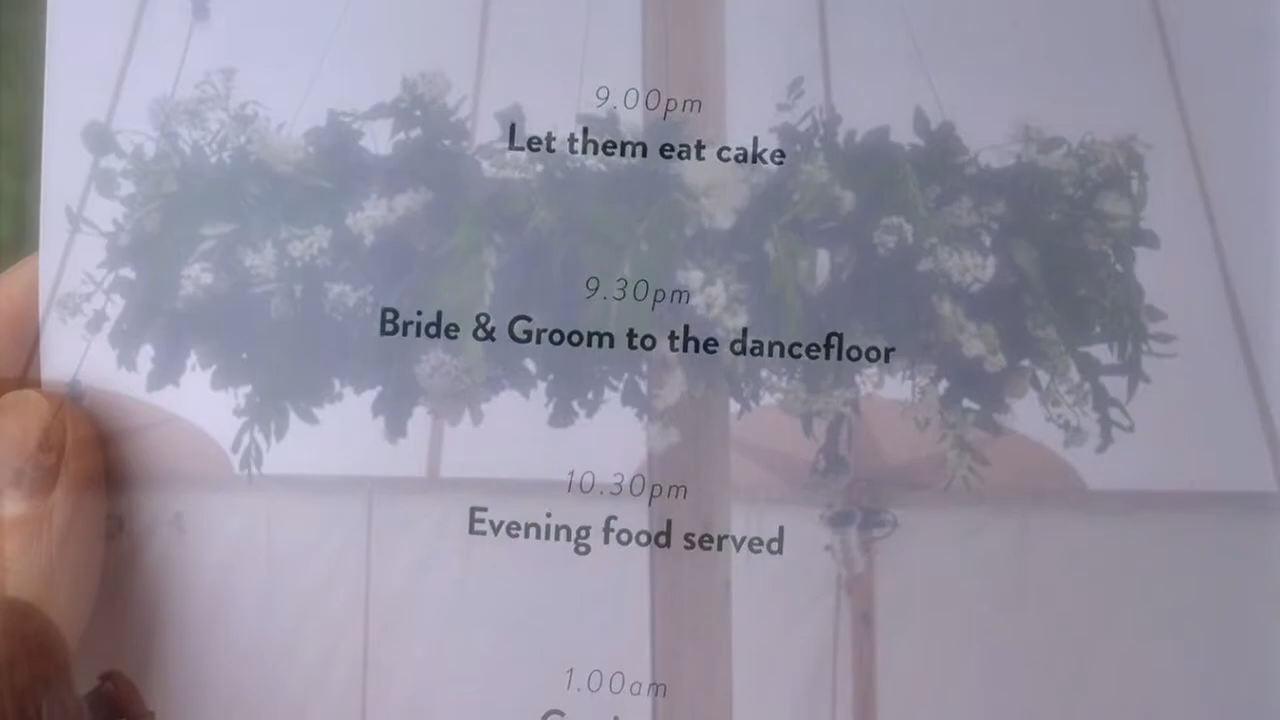 9.00pm
Let them eat cake
9.30pm
Bride & Groom to the dancefloor
10.30pm
Evening food served
1.00am